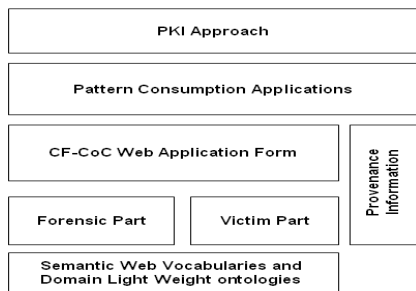 PKI Approach
Pattern Consumption Applications
CF-CoC Web Application Form
Provenance
Information
Forensic Part
Victim Part
Semantic Web Vocabularies and
Domain Light Weight ontologies